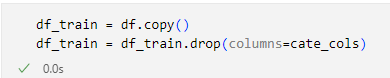 df_train = df.copy()
df_train = df_train.drop(columns=cate_cols)
0.0s